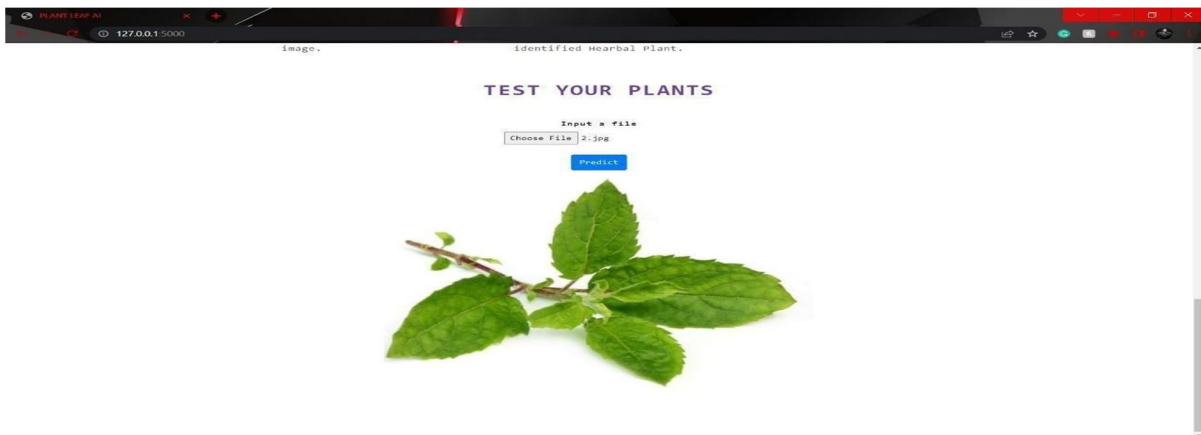 PLANT LEAF AI
127.0.0.1:5000
image.
identified Hearbal Plant.
TEST YOUR PLANTS
Input a file
Choose File 2.jpg
Predict